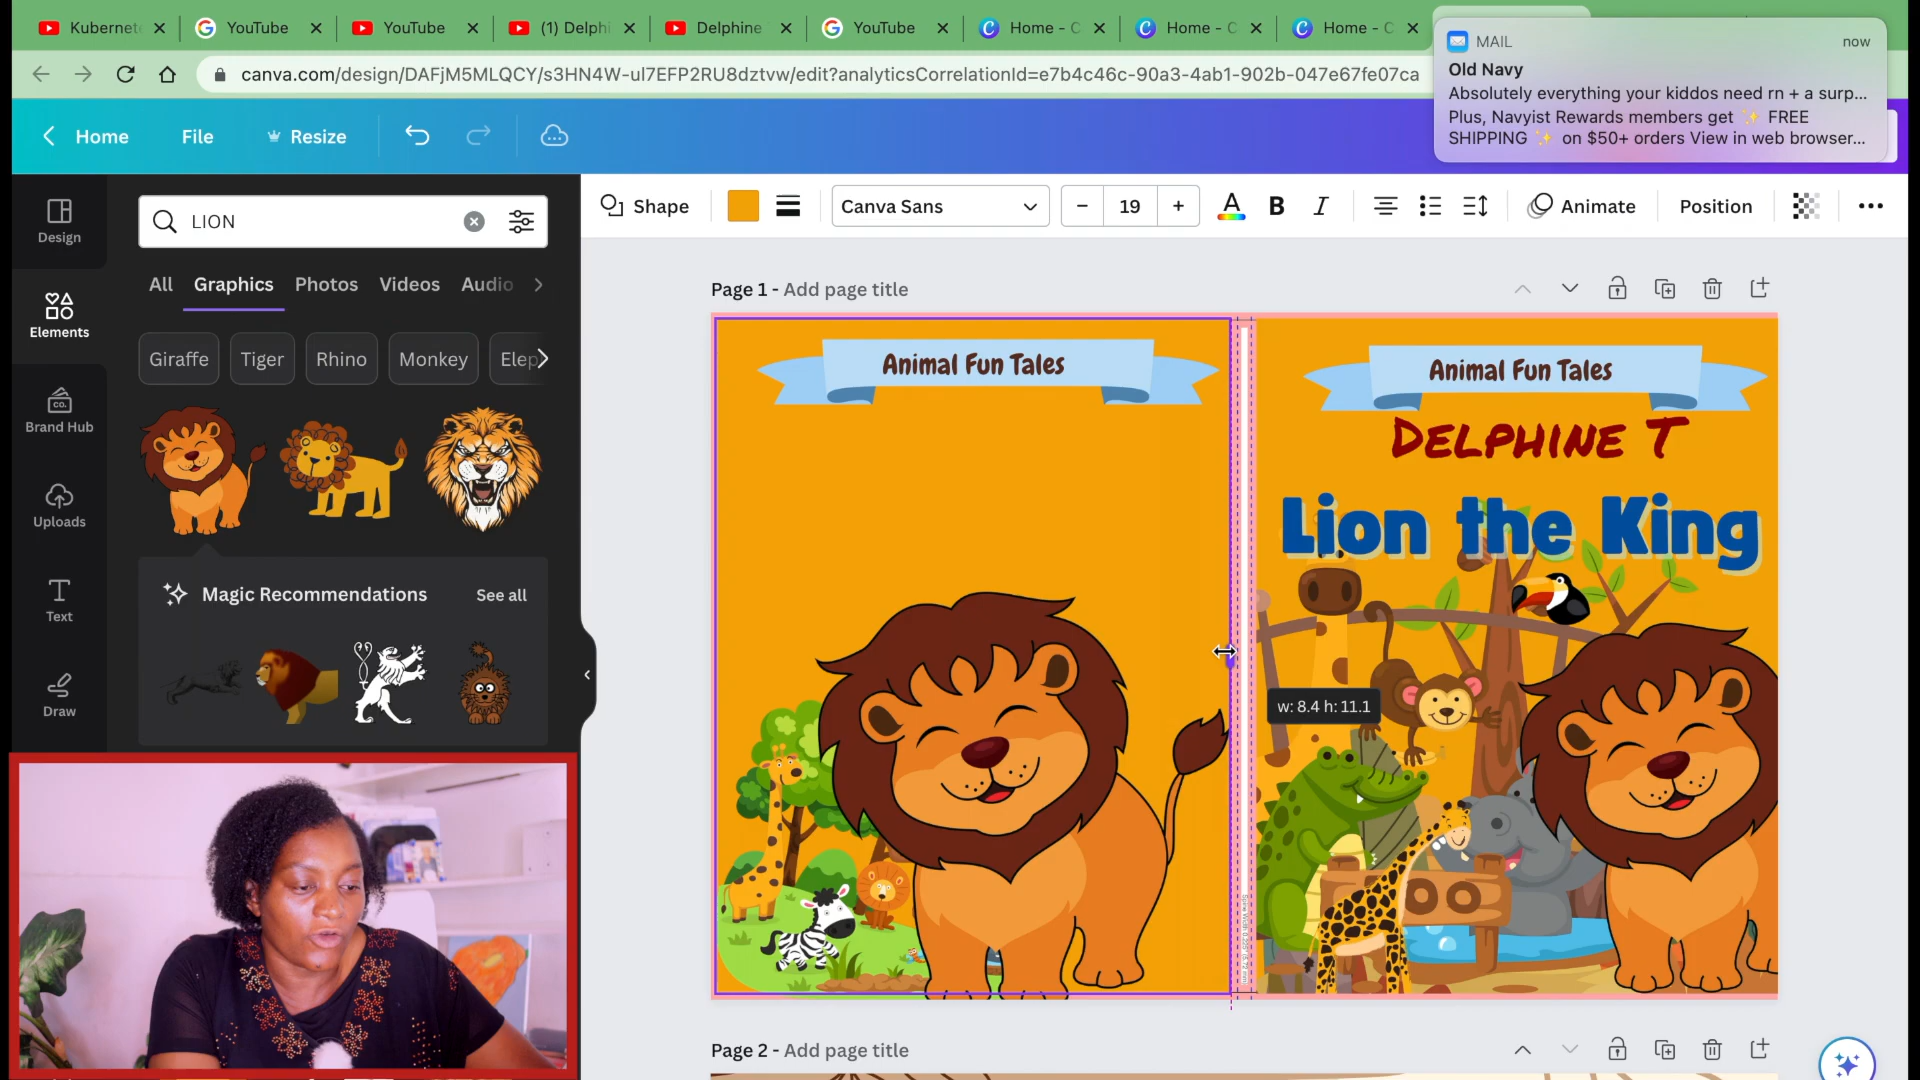 Kubernete
YouTube
YouTube
(1) Delphi
Delphine
YouTube
Home - C
Home - C
Home - C
MAIL
now
Old Navy
Absolutely everything your kiddos need rn + a surp...
Plus, Navyist Rewards members get ✨ FREE
SHIPPING ✨ on $50+ orders View in web browser...
canva.com/design/DAFjM5MLQCY/s3HN4W-ul7EFP2RU8dztvw/edit?analyticsCorrelationId=e7b4c46c-90a3-4ab1-902b-047e67fe07ca
Home
File
Resize
Design
Elements
Brand Hub
CO.
Uploads
Text
Draw
LION
All
Graphics
Photos
Videos
Audio
Giraffe
Tiger
Rhino
Monkey
Elep
Magic Recommendations
See all
Shape
Canva Sans
19
A
B
I
Animate
Position
Page 1 - Add page title
Animal Fun Tales
Animal Fun Tales
DELPHINE T
Lion the King
w: 8.4 h: 11.1
ZOO
Page 2 - Add page title